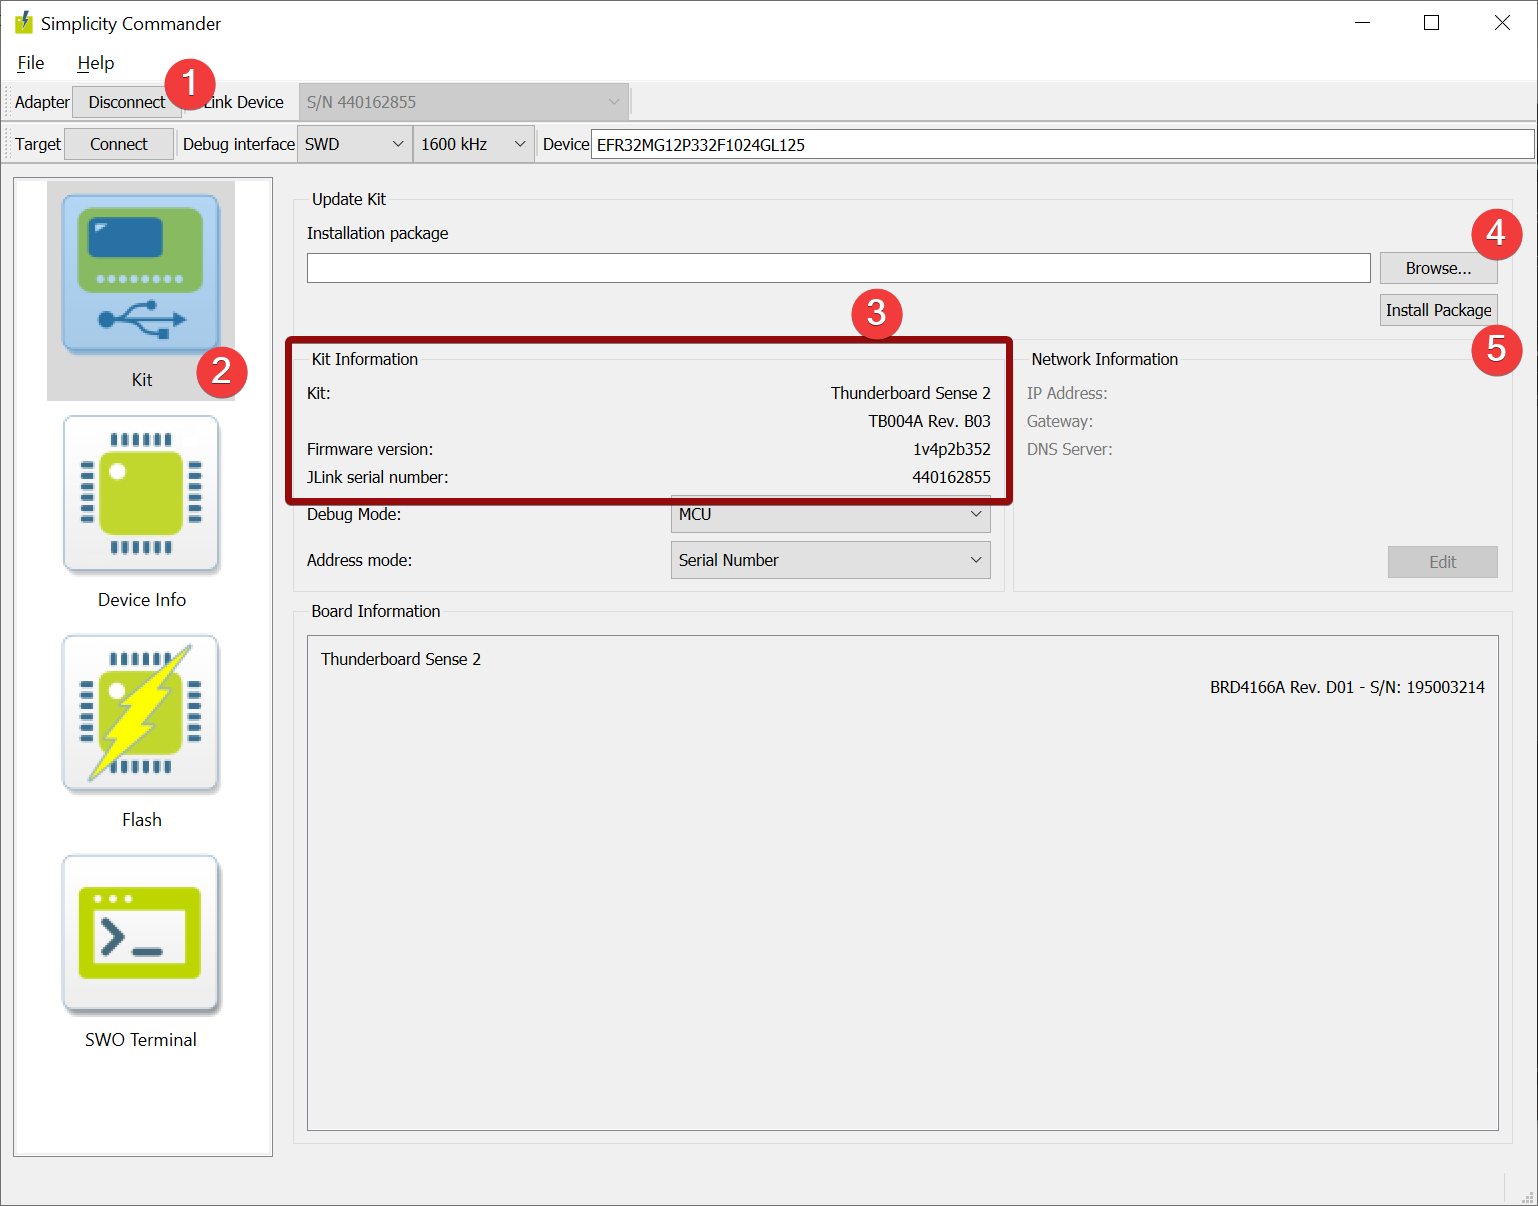 Simplicity Commander
File Help
1
Adapter Disconnect Link Device S/N 440162855
Target Connect Debug interface SWD 1600 kHz Device EFR32MG12P332F1024GL125
Kit
2
Device Info
Flash
SWO Terminal
Update Kit
Installation package
4
Browse...
Install Package
3
5
Kit Information
Kit: Thunderboard Sense 2
TB004A Rev. B03
Firmware version: 1v4p2b352
JLink serial number: 440162855
Debug Mode: MCU
Address mode: Serial Number
Network Information
IP Address:
Gateway:
DNS Server:
Edit
Board Information
Thunderboard Sense 2
BRD4166A Rev. D01 - S/N: 195003214